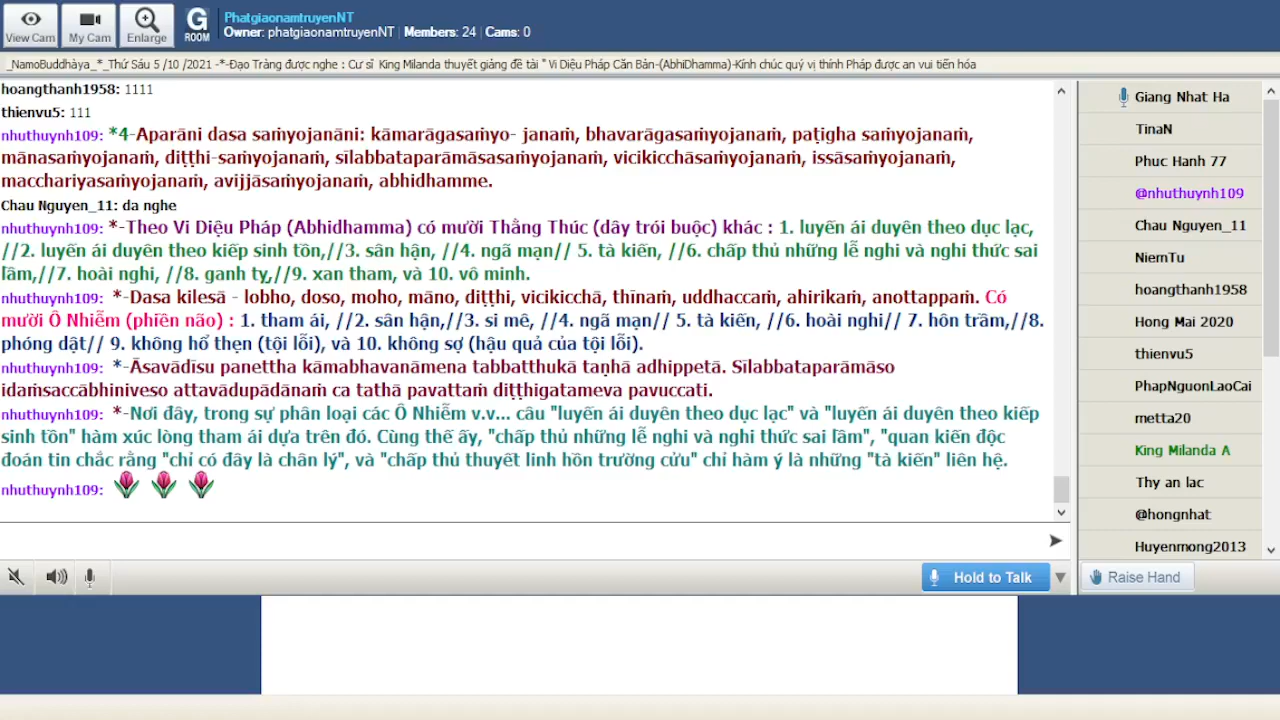 View Cam
My Cam
Enlarge
G
ROOM
PhatgiaonamtruyenNT
Owner: phatgiaonamtruyenNT | Members: 24 | Cams: 0
_NamoBuddhàya_*_Thứ Sáu 5 /10 /2021 -*-Đạo Tràng được nghe : Cư sĩ King Milanda thuyết giảng đề tài " Vi Diệu Pháp Căn Bản-(AbhiDhamma)-Kính chúc quý vị thính Pháp được an vui tiến hóa
hoangthanh1958: 1111
thienvu5: 111
nhuthuynh109: *4-Aparāni dasa saṁyojanāni: kāmarāgasaṁyo- janaṁ, bhavarāgasaṁyojanaṁ, paṭigha saṁyojanaṁ,
mānasaṁyojanaṁ, diṭṭhi-saṁyojanaṁ, sīlabbataparāmāsasaṁyojanaṁ, vicikicchāsaṁyojanaṁ, issāsaṁyojanaṁ,
macchariyasaṁyojanaṁ, avijjāsaṁyojanaṁ, abhidhamme.
Chau Nguyen_11: da nghe
nhuthuynh109: *-Theo Vi Diệu Pháp (Abhidhamma) có mười Thằng Thúc (dây trói buộc) khác : 1. luyến ái duyên theo dục lạc,
//2. luyến ái duyên theo kiếp sinh tồn,//3. sân hận, //4. ngã mạn// 5. tà kiến, //6. chấp thủ những lễ nghi và nghi thức sai
lầm,//7. hoài nghi, //8. ganh tỵ,//9. xan tham, và 10. vô minh.
nhuthuynh109: *-Dasa kilesā - lobho, doso, moho, māno, diṭṭhi, vicikicchā, thīnaṁ, uddhaccaṁ, ahirikaṁ, anottappaṁ. Có
mười Ô Nhiễm (phiền não) : 1. tham ái, //2. sân hận,//3. si mê, //4. ngã mạn// 5. tà kiến, //6. hoài nghi// 7. hôn trầm,//8.
phóng dật// 9. không hổ thẹn (tội lỗi), và 10. không sợ (hậu quả của tội lỗi).
nhuthuynh109: *-Āsavādīsu panettha kāmabhavanāmena tabbatthukā taṇhā adhippetā. Sīlabbataparāmāso
idaṁsaccābhiniveso attavādupādānaṁ ca tathā pavattaṁ diṭṭhigatameva pavuccati.
nhuthuynh109: *-Nơi đây, trong sự phân loại các Ô Nhiễm v.v... câu "luyến ái duyên theo dục lạc" và "luyến ái duyên theo kiếp
sinh tồn" hàm xúc lòng tham ái dựa trên đó. Cùng thế ấy, "chấp thủ những lễ nghi và nghi thức sai lầm", "quan kiến độc
đoán tin chắc rằng "chỉ có đây là chân lý", và "chấp thủ thuyết linh hồn trường cửu" chỉ hàm ý là những "tà kiến" liên hệ.
nhuthuynh109:
Giang Nhat Ha
TinaN
Phuc Hanh 77
@nhuthuynh109
Chau Nguyen_11
NiemTu
hoangthanh1958
Hong Mai 2020
thienvu5
PhapNguonLaoCai
metta20
King Milanda A
Thy an lac
@hongnhat
Huyenmong2013
Hold to Talk
Raise Hand